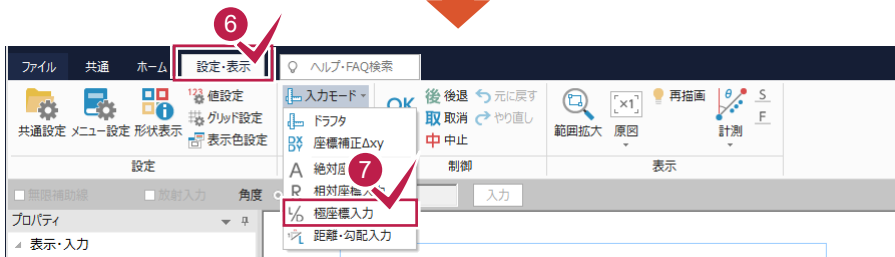 6
ファイル 共通 ホーム 設定・表示 ヘルプ・FAQ検索
共通設定 メニュー設定 形状表示
123 値設定
グリッド設定
表示色設定
設定
入力モード
ドラフタ
DX 座標補正Δxy
A 絶対座
R 相対座標入力
極座標入力
距離・勾配入力
7
OK
後 後退 元に戻す
取 取消 やり直し
中 中止
制御
範囲拡大
[×1] 原図
再描画
θ 計測
S
F
表示
無限補助線 放射入力 角度 入力
プロパティ
表示・入力